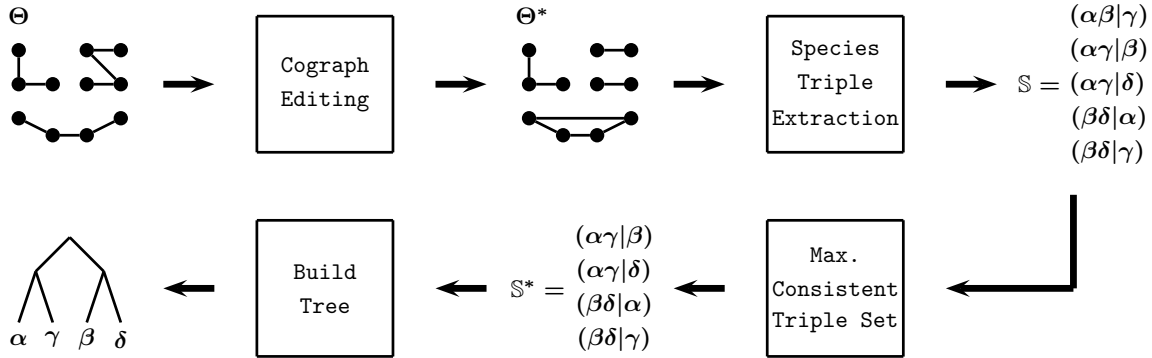 Θ
Cograph
Editing
Θ*
Species
Triple
Extraction
𝕊 =
(αβ|γ)
(αγ|β)
(αγ|δ)
(βδ|α)
(βδ|γ)
α γ β δ
Build
Tree
𝕊* =
(αγ|β)
(αγ|δ)
(βδ|α)
(βδ|γ)
Max.
Consistent
Triple Set